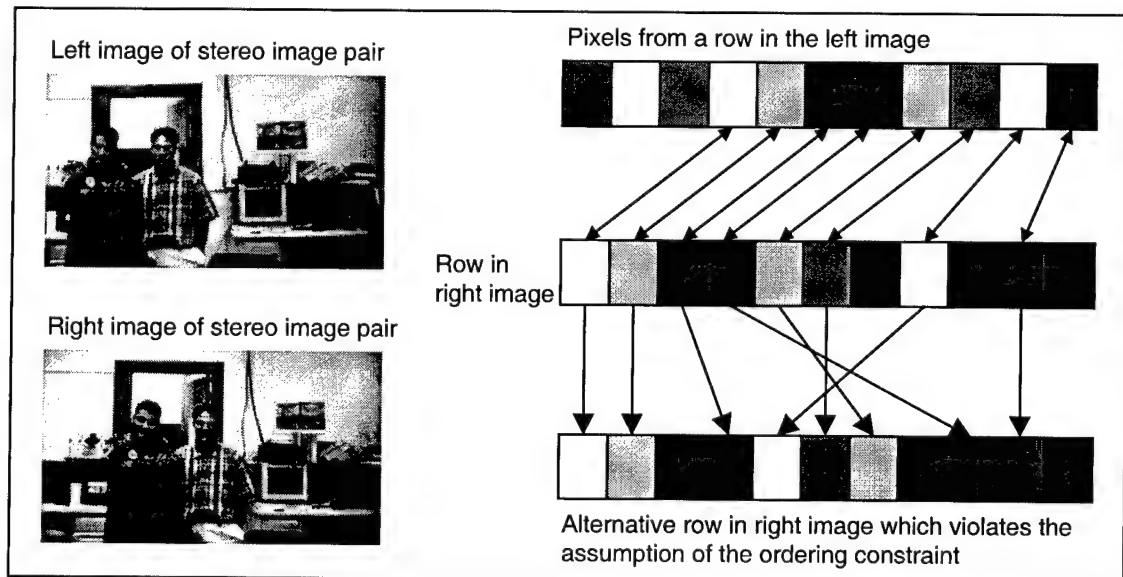 Left image of stereo image pair
Right image of stereo image pair
Pixels from a row in the left image
Row in
right image
Alternative row in right image which violates the
assumption of the ordering constraint